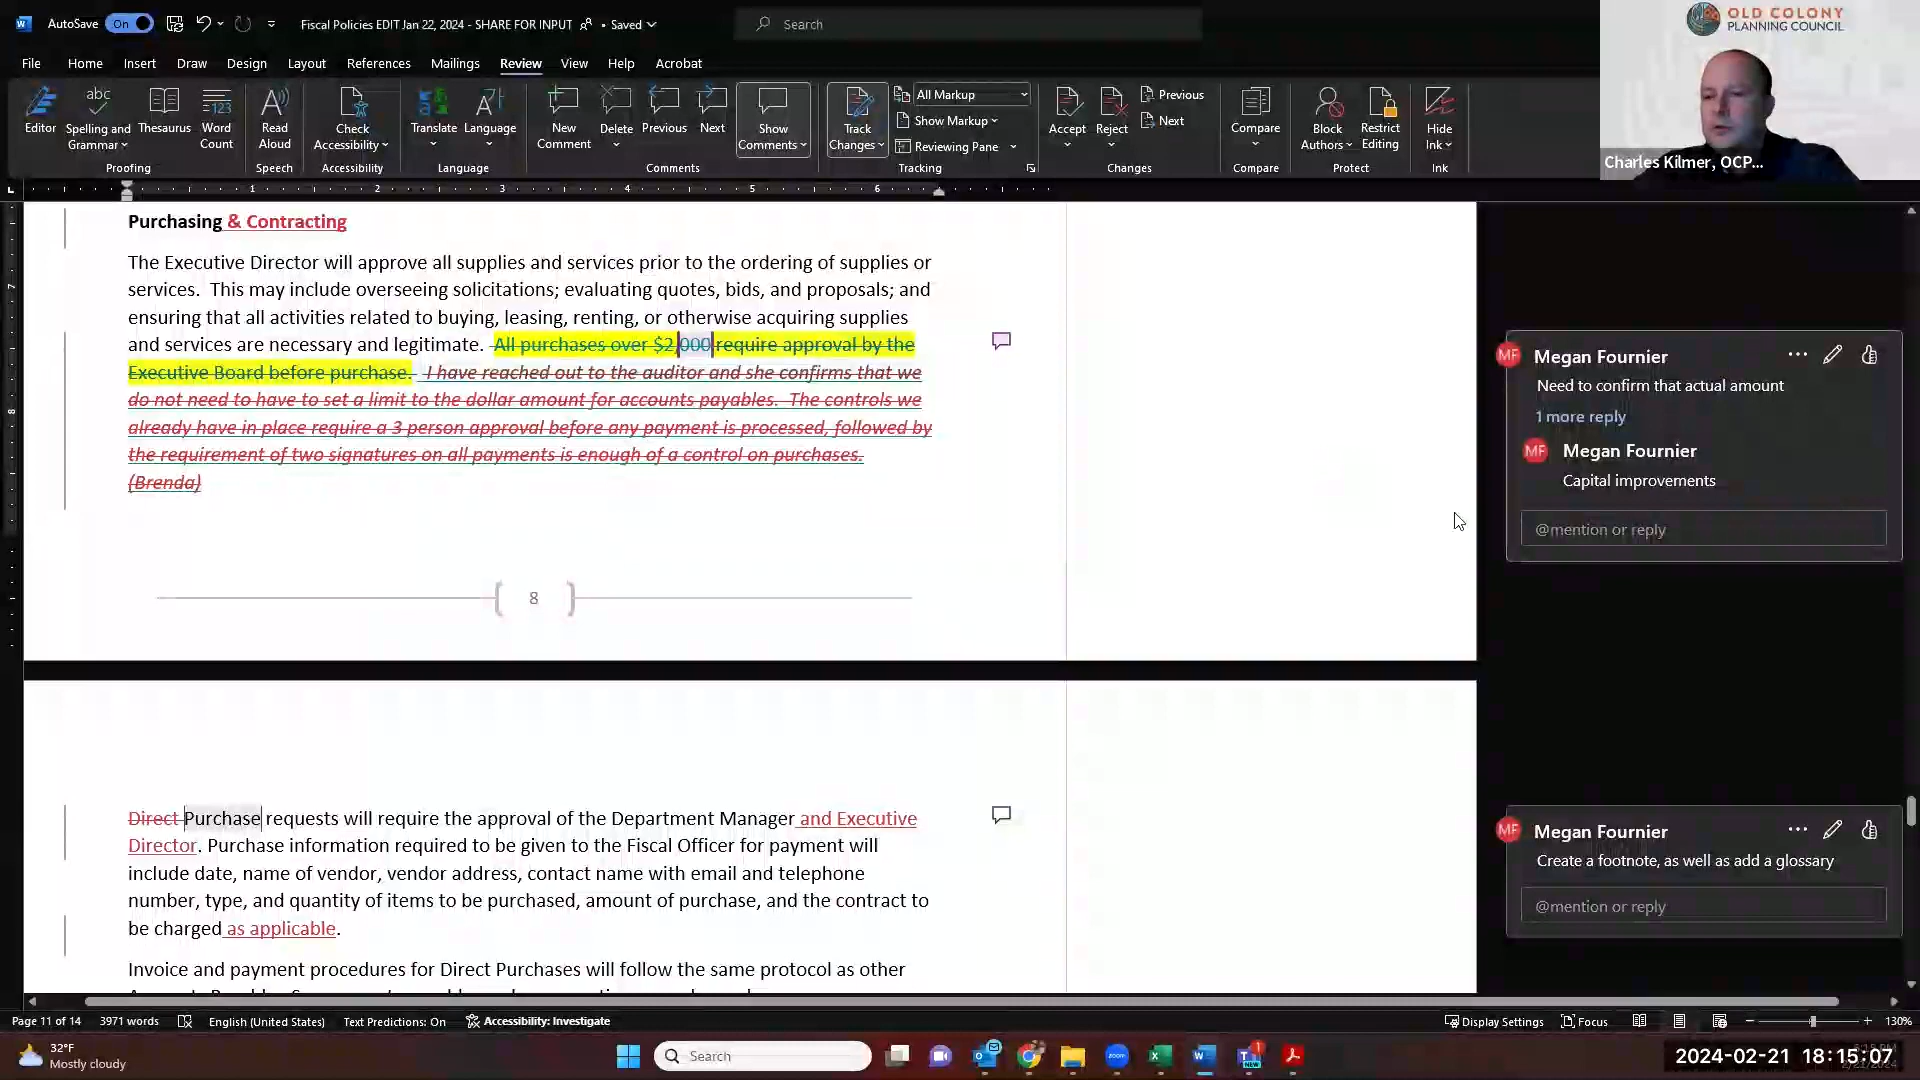 AutoSave On Fiscal Policies EDIT Jan 22, 2024 - SHARE FOR INPUT • Saved Search
OLD COLONY
PLANNING COUNCIL
File Home Insert Draw Design Layout References Mailings Review View Help Acrobat
Editor
Spelling and Grammar
Thesaurus
Word Count
Proofing
Read Aloud
Speech
Check Accessibility
Accessibility
Translate
Language
Language
New Comment
Delete
Previous
Next
Show Comments
Comments
Track Changes
All Markup
Show Markup
Reviewing Pane
Tracking
Accept
Reject
Previous
Next
Changes
Compare
Compare
Block Authors
Restrict Editing
Protect
Hide Ink
Ink
Charles Kilmer, OCP...
1 2 3 4 5 6
Purchasing & Contracting
The Executive Director will approve all supplies and services prior to the ordering of supplies or
services. This may include overseeing solicitations; evaluating quotes, bids, and proposals; and
ensuring that all activities related to buying, leasing, renting, or otherwise acquiring supplies
and services are necessary and legitimate. All purchases over $2,000 require approval by the
Executive Board before purchase. I have reached out to the auditor and she confirms that we
do not need to have to set a limit to the dollar amount for accounts payables. The controls we
already have in place require a 3 person approval before any payment is processed, followed by
the requirement of two signatures on all payments is enough of a control on purchases.
(Brenda)
8
Direct Purchase requests will require the approval of the Department Manager and Executive
Director. Purchase information required to be given to the Fiscal Officer for payment will
include date, name of vendor, vendor address, contact name with email and telephone
number, type, and quantity of items to be purchased, amount of purchase, and the contract to
be charged as applicable.
Invoice and payment procedures for Direct Purchases will follow the same protocol as other
MF Megan Fournier
Need to confirm that actual amount
1 more reply
MF Megan Fournier
Capital improvements
@mention or reply
MF Megan Fournier
Create a footnote, as well as add a glossary
@mention or reply
Page 11 of 14 3971 words English (United States) Text Predictions: On Accessibility: Investigate Display Settings Focus 130%
32°F
Mostly cloudy
Search
2024-02-21 18:15:07